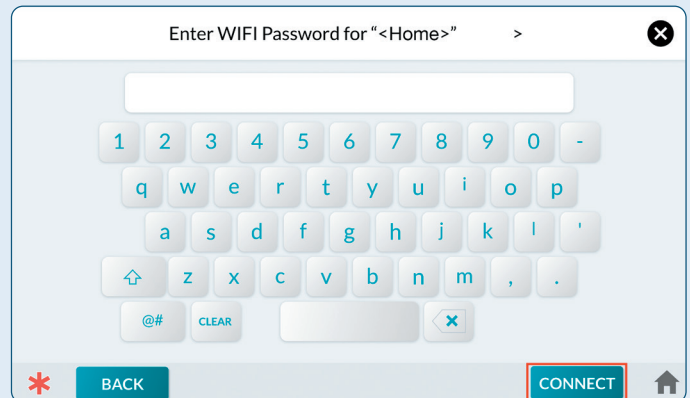 Enter WIFI Password for “<Home>” >
1 2 3 4 5 6 7 8 9 0 -
q w e r t y u i o p
a s d f g h j k l '
z x c v b n m , .
@# CLEAR
BACK CONNECT